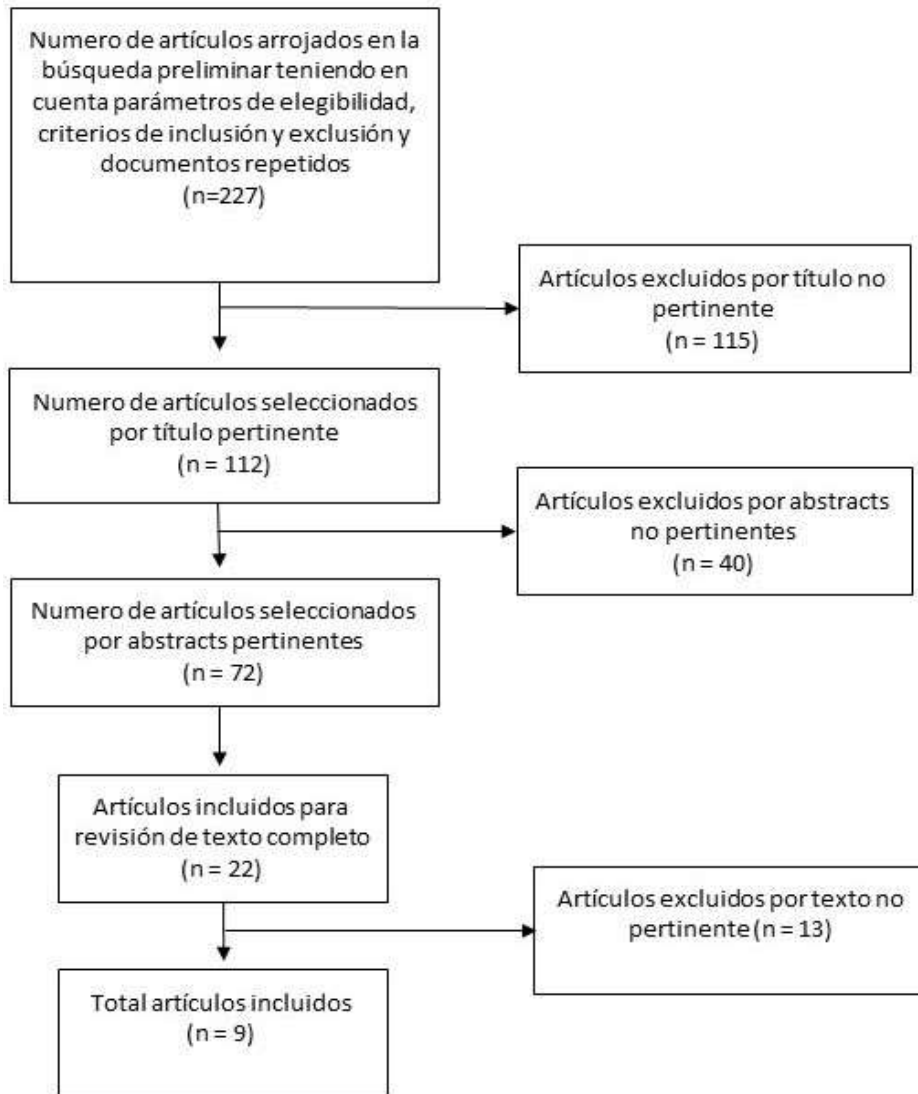 Numero de artículos arrojados en la
búsqueda preliminar teniendo en
cuenta parámetros de elegibilidad,
criterios de inclusión y exclusión y
documentos repetidos
(n=227)
Artículos excluidos por título no
pertinente
(n = 115)
Numero de artículos seleccionados
por título pertinente
(n = 112)
Artículos excluidos por abstracts
no pertinentes
(n = 40)
Numero de artículos seleccionados
por abstracts pertinentes
(n = 72)
Artículos incluidos para
revisión de texto completo
(n = 22)
Artículos excluidos por texto no
pertinente (n = 13)
Total artículos incluidos
(n = 9)